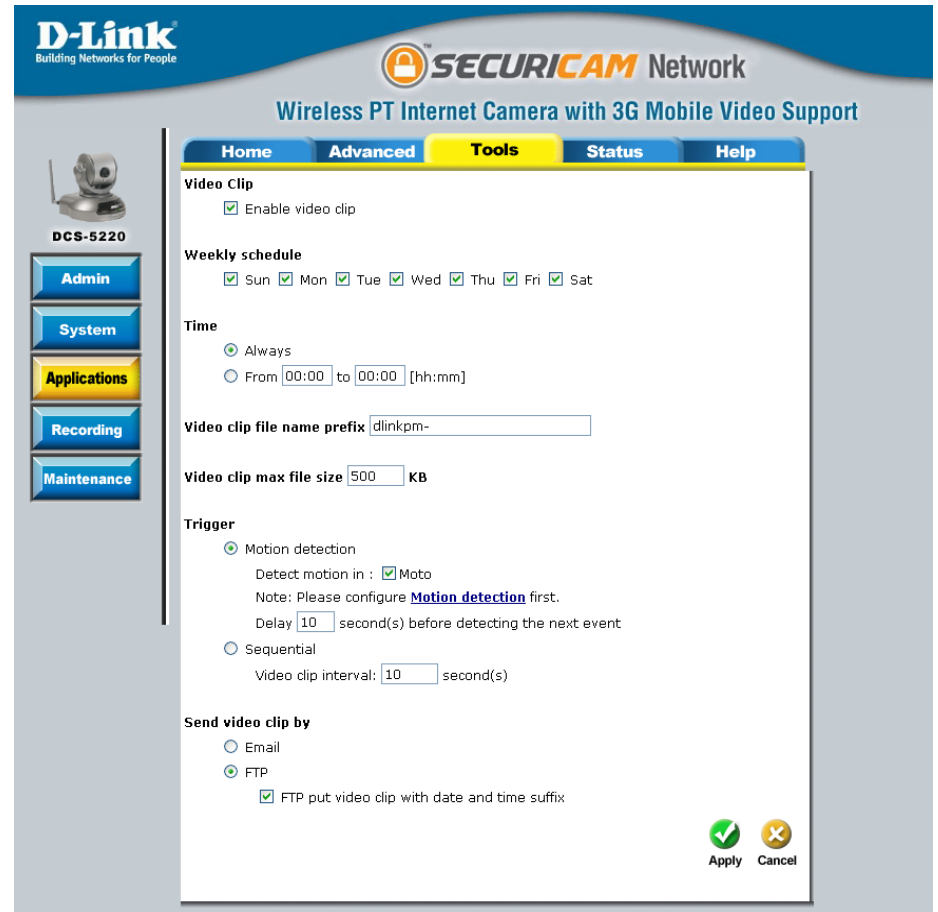 D-Link®
Building Networks for People
SECURICAM Network™
Wireless PT Internet Camera with 3G Mobile Video Support
Home Advanced Tools Status Help
DCS-5220
Admin
System
Applications
Recording
Maintenance
Video Clip
Enable video clip
Weekly schedule
Sun Mon Tue Wed Thu Fri Sat
Time
Always
From 00:00 to 00:00 [hh:mm]
Video clip file name prefix dlinkpm-
Video clip max file size 500 KB
Trigger
Motion detection
Detect motion in : Moto
Note: Please configure Motion detection first.
Delay 10 second(s) before detecting the next event
Sequential
Video clip interval: 10 second(s)
Send video clip by
Email
FTP
FTP put video clip with date and time suffix
Apply Cancel